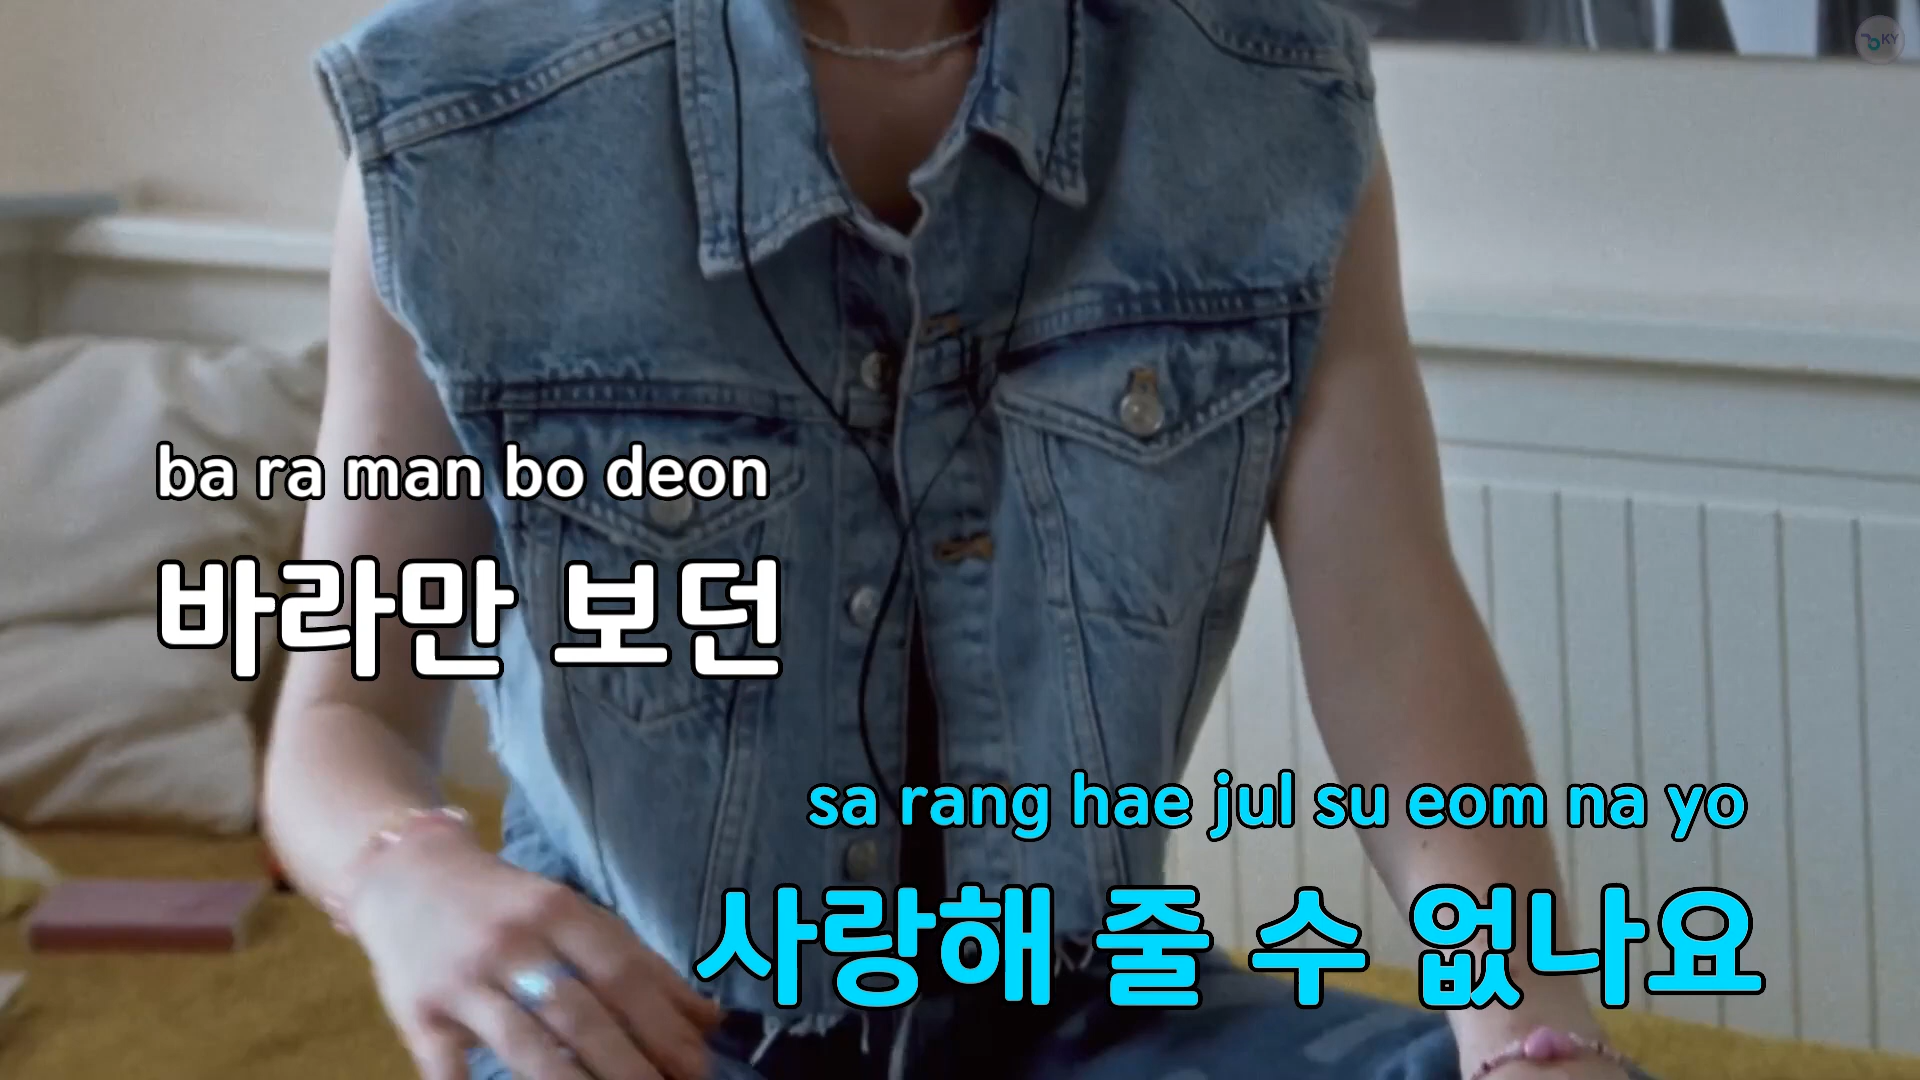 KY
ba ra man bo deon
바라만 보던
sa rang hae jul su eom na yo
사랑해 줄 수 없나요